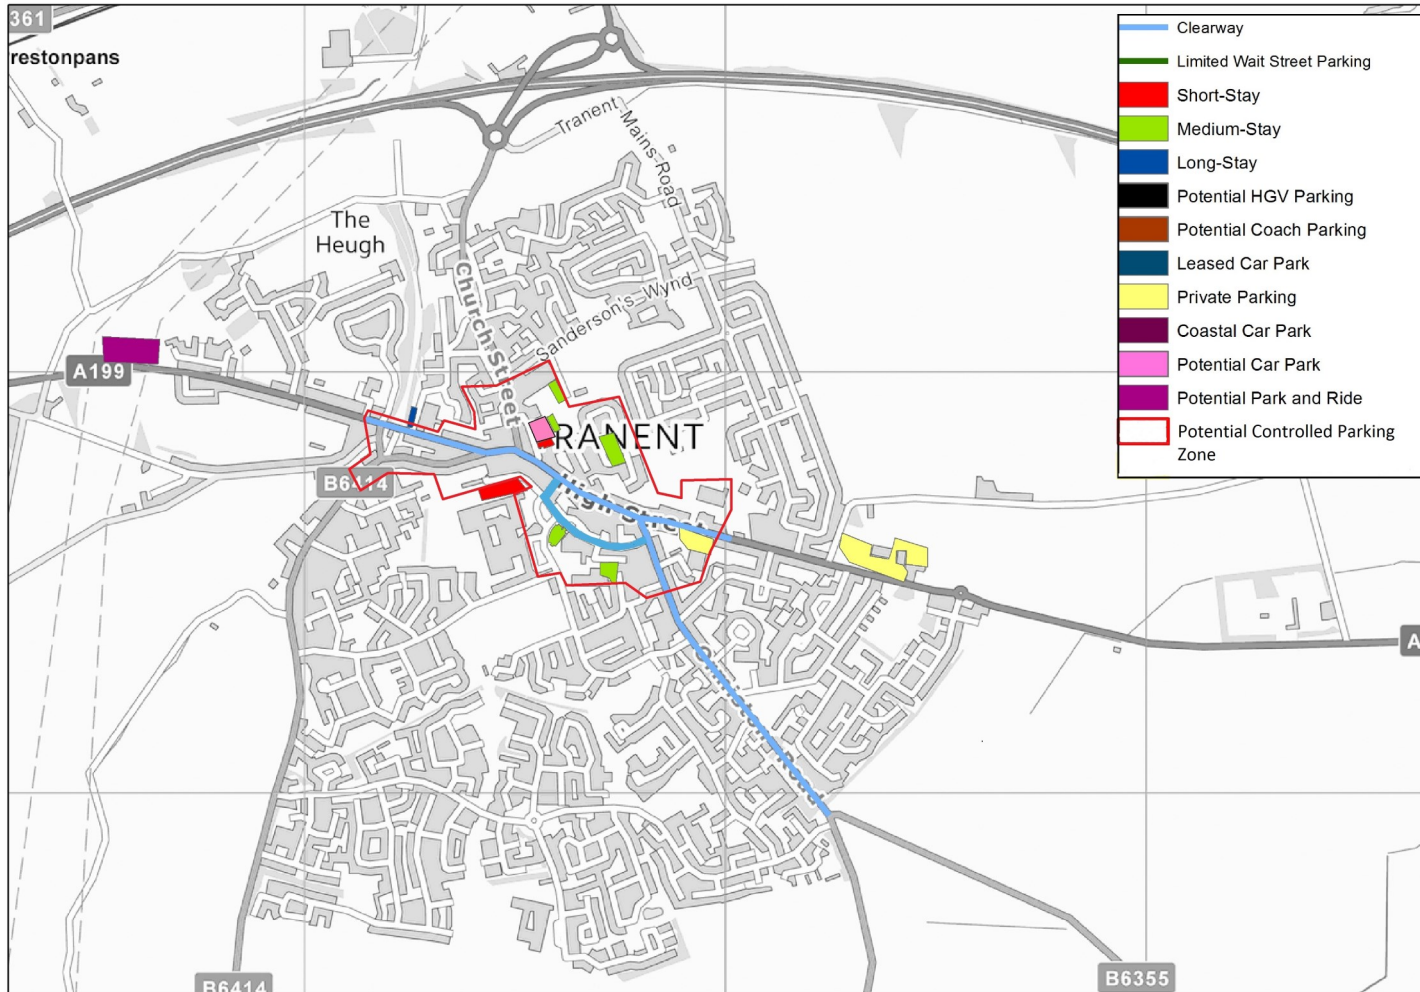 361
restonpans
Tranent
Mains Road
The
Heugh
Church Street
Sanderson's Wynd
A199
RANENT
B6414
High Street
Ormiston Road
A
B6414
B6355
Clearway
Limited Wait Street Parking
Short-Stay
Medium-Stay
Long-Stay
Potential HGV Parking
Potential Coach Parking
Leased Car Park
Private Parking
Coastal Car Park
Potential Car Park
Potential Park and Ride
Potential Controlled Parking
Zone